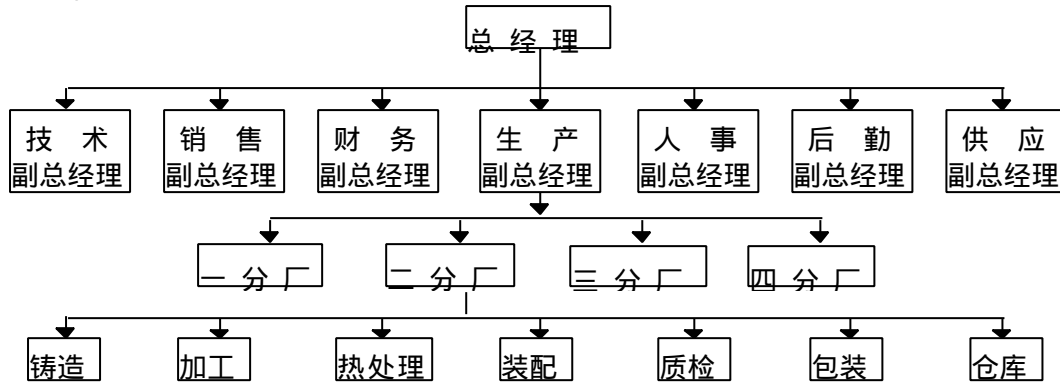 总 经 理
技 术 销 售 财 务 生 产 人 事 后 勤 供 应
副总经理 副总经理 副总经理 副总经理 副总经理 副总经理 副总经理
一 分 厂 二 分 厂 三 分 厂 四 分 厂
铸造 加工 热处理 装配 质检 包装 仓库